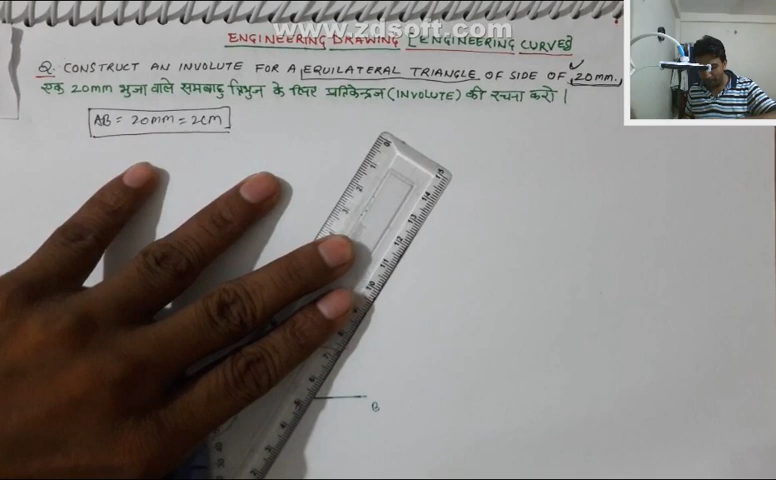 www.zdsoft.com
ENGINEERING DRAWING [ENGINEERING CURVES]
Q. CONSTRUCT AN INVOLUTE FOR A EQUILATERAL TRIANGLE OF SIDE OF 20mm.
एक 20mm भुजा वाले समबाहु त्रिभुज के लिए प्रतिकेन्द्रज (INVOLUTE) की रचना करो |
AB = 20mm = 2cm
B